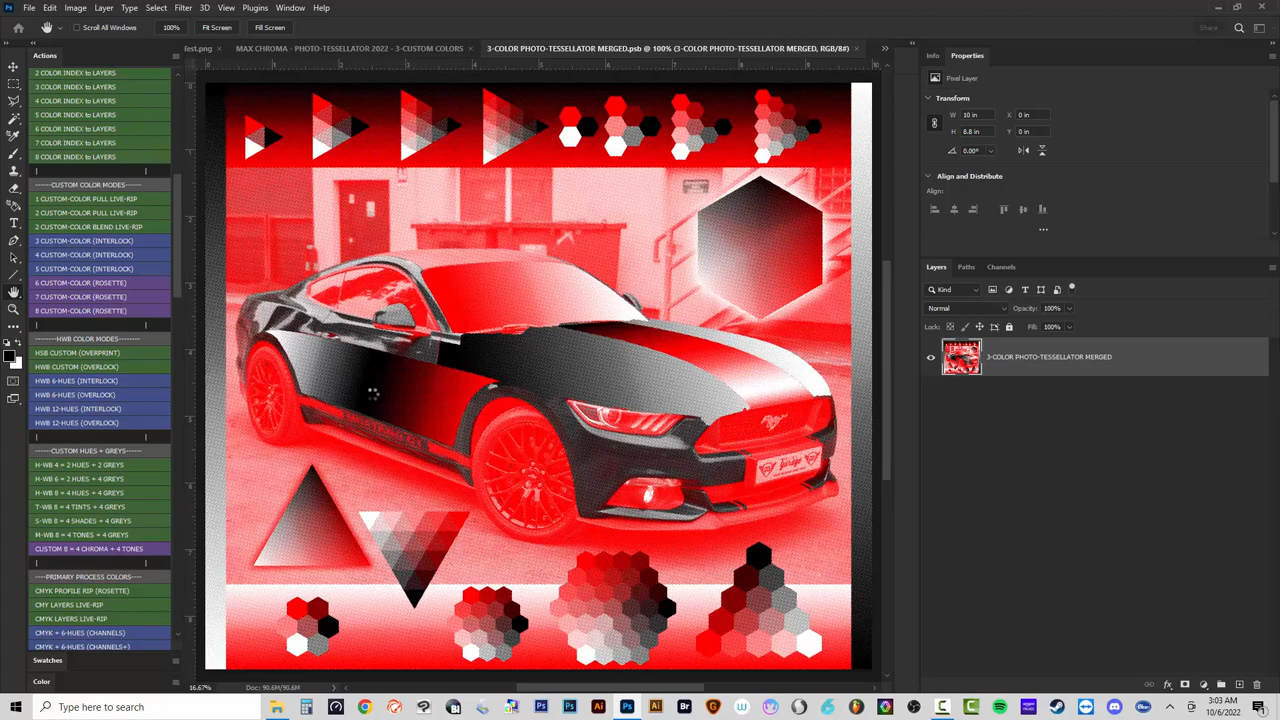 File Edit Image Layer Type Select Filter 3D View Plugins Window Help
Scroll All Windows 100% Fit Screen Fill Screen Share
fest.png × MAX CHROMA - PHOTO-TESSELLATOR 2022 - 3-CUSTOM COLORS × 3-COLOR PHOTO-TESSELLATOR MERGED.psb @ 100% (3-COLOR PHOTO-TESSELLATOR MERGED, RGB/8#) ×
Actions
2 COLOR INDEX to LAYERS
3 COLOR INDEX to LAYERS
4 COLOR INDEX to LAYERS
5 COLOR INDEX to LAYERS
6 COLOR INDEX to LAYERS
7 COLOR INDEX to LAYERS
8 COLOR INDEX to LAYERS
------CUSTOM COLOR MODES
1 CUSTOM-COLOR PULL LIVE-RIP
2 CUSTOM-COLOR PULL LIVE-RIP
2 CUSTOM-COLOR BLEND LIVE-RIP
3 CUSTOM-COLOR (INTERLOCK)
4 CUSTOM-COLOR (INTERLOCK)
5 CUSTOM-COLOR (INTERLOCK)
6 CUSTOM-COLOR (ROSETTE)
7 CUSTOM-COLOR (ROSETTE)
8 CUSTOM-COLOR (ROSETTE)
------HWB COLOR MODES
HSB CUSTOM (OVERPRINT)
HWB CUSTOM (OVERLOCK)
HWB 6-HUES (INTERLOCK)
HWB 6-HUES (OVERLOCK)
HWB 12-HUES (INTERLOCK)
HWB 12-HUES (OVERLOCK)
------CUSTOM HUES + GREYS
H-WB 4 = 2 HUES + 2 GREYS
H-WB 6 = 4 HUES + 2 GREYS
H-WB 8 = 4 HUES + 4 GREYS
T-WB 8 = 4 TINTS + 4 GREYS
S-WB 8 = 4 SHADES + 4 GREYS
M-WB 8 = 4 TONES + 4 GREYS
CUSTOM 8 = 4 CHROMA + 4 TONES
------PRIMARY PROCESS COLORS
CMYK PROFILE RIP (ROSETTE)
CMY LAYERS LIVE-RIP
CMYK LAYERS LIVE-RIP
CMYK + 6-HUES (CHANNELS)
CMYK + 6-HUES (CHANNELS+)
Swatches
Color
16.67% Doc: 90.6M/90.6M
Info Properties
Pixel Layer
Transform
W 10 in X 0 in
H 8.8 in Y 0 in
0.00°
Align and Distribute
Align:
Layers Paths Channels
Kind
Normal Opacity: 100%
Lock: Fill: 100%
3-COLOR PHOTO-TESSELLATOR MERGED
Type here to search
3:03 AM
10/6/2022